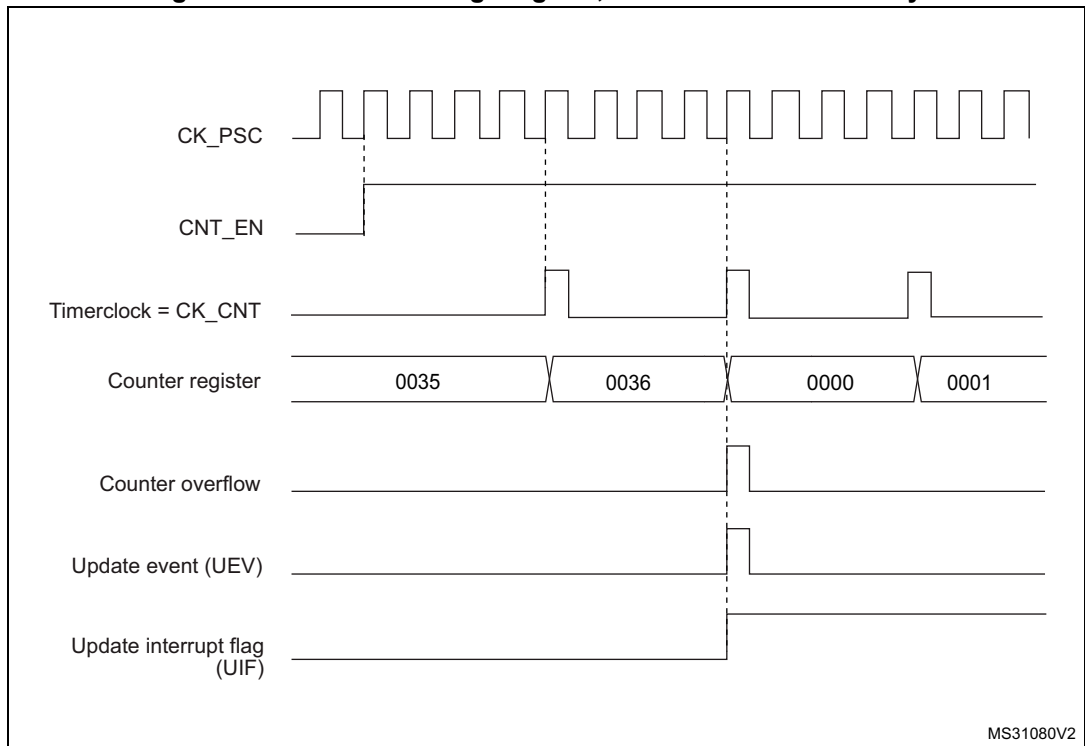 CK_PSC
CNT_EN
Timerclock = CK_CNT
Counter register 0035 0036 0000 0001
Counter overflow
Update event (UEV)
Update interrupt flag
(UIF)
MS31080V2